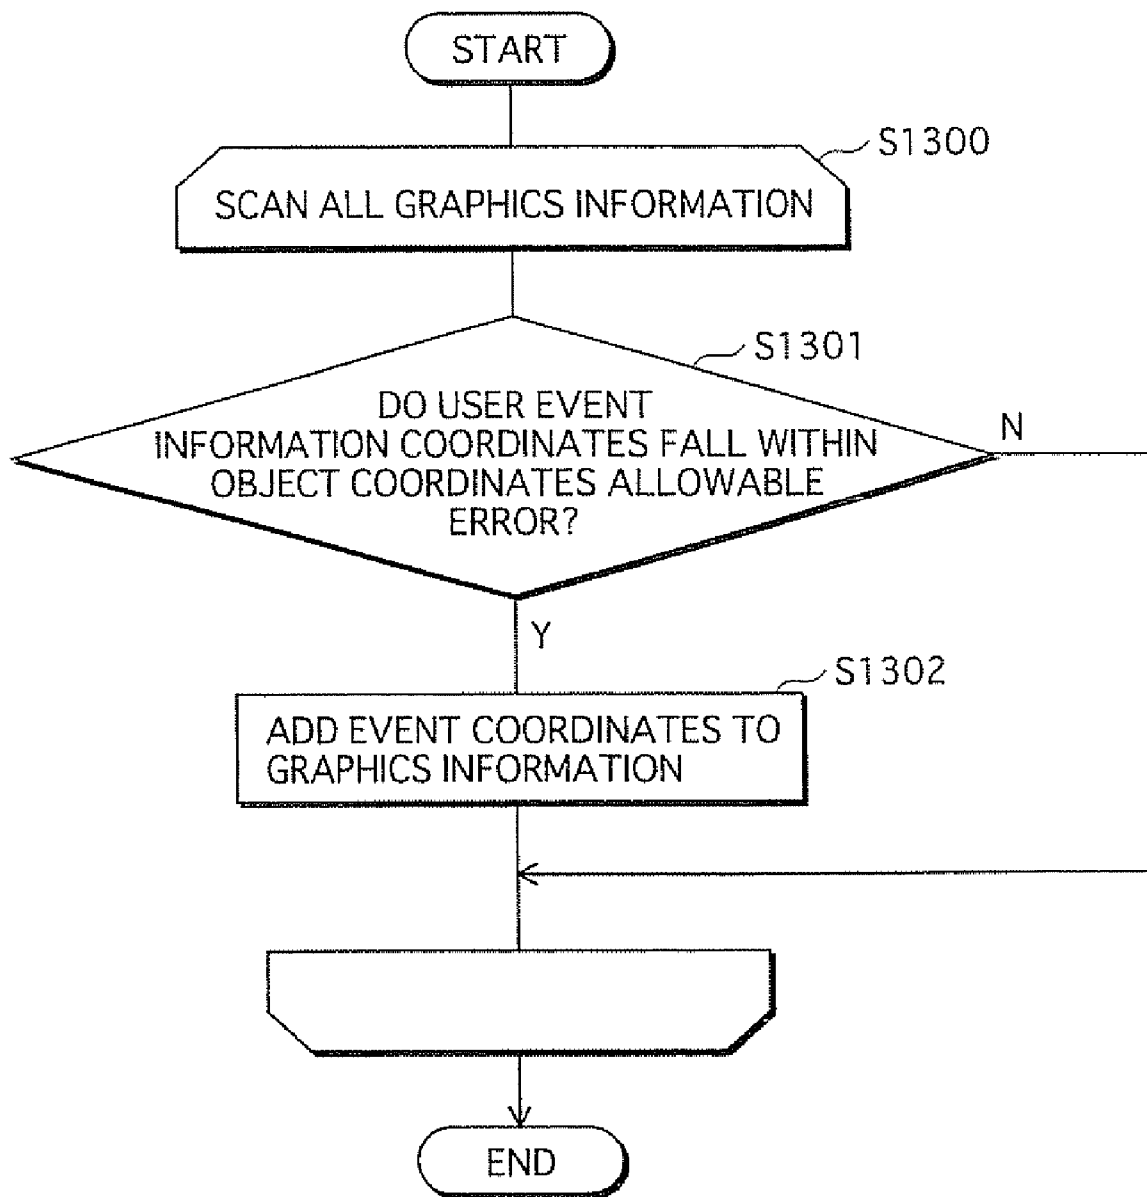 START
S1300
SCAN ALL GRAPHICS INFORMATION
S1301
DO USER EVENT
INFORMATION COORDINATES FALL WITHIN
OBJECT COORDINATES ALLOWABLE
ERROR?
N
Y
S1302
ADD EVENT COORDINATES TO
GRAPHICS INFORMATION
END